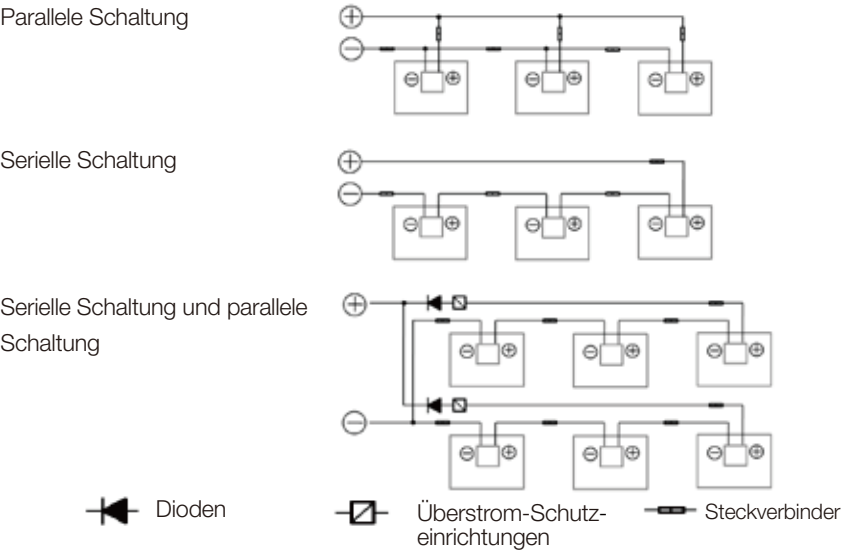 Parallele Schaltung
Serielle Schaltung
Serielle Schaltung und parallele
Schaltung
Dioden
Überstrom-Schutz-
einrichtungen
Steckverbinder